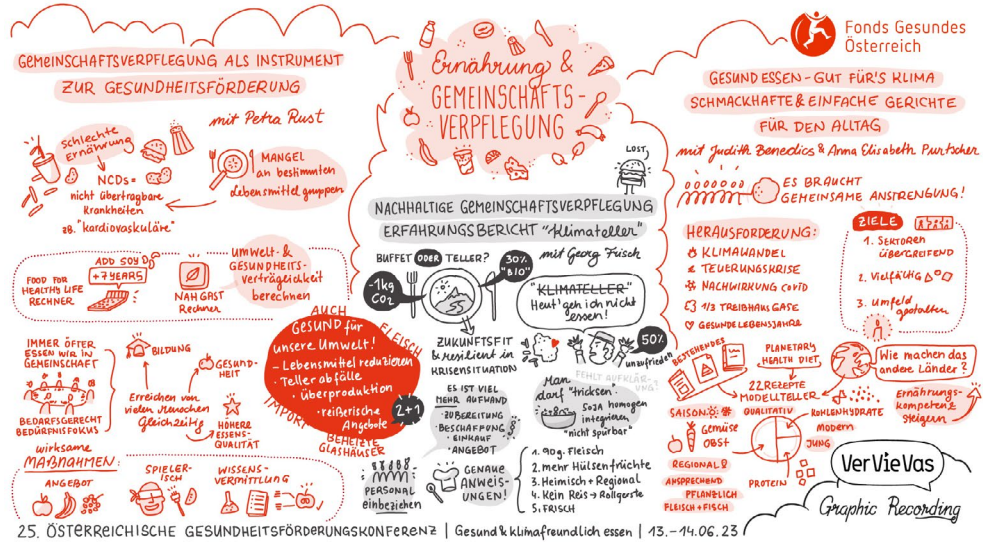 Fonds Gesundes
Österreich
Ernährung &
GEMEINSCHAFTS-
VERPFLEGUNG
GEMEINSCHAFTSVERPFLEGUNG ALS INSTRUMENT
ZUR GESUNDHEITSFÖRDERUNG
mit Petra Rust
schlechte
Ernährung
NCDs =
nicht übertragbare
Krankheiten
zB. "kardiovaskuläre"
MANGEL
an bestimmten
Lebensmittelgruppen
FOOD FOR
HEALTHY LIFE
RECHNER
ADD SOY
+7 YEARS
NAHGAST
Rechner
Umwelt- &
GESUNDHEITS-
verträglichkeit
berechnen
IMMER ÖFTER
ESSEN WIR IN
GEMEINSCHAFT
BEDARFSGERECHT
BEDÜRFNISFOKUS
BILDUNG
GESUND-
HEIT
Erreichen von
vielen Menschen
Gleichzeitig
HÖHERE
ESSENS-
QUALITÄT
wirksame
MAẞNAHMEN
ANGEBOT
SPIELER-
ISCH
WISSENS-
VERMITTLUNG
AUCH
GESUND für
unsere Umwelt!
- Lebensmittel reduzieren
· Tellerabfälle
· überproduktion
· reißerische
Angebote
2+1
FLEISCH
IMPORT
BEHEIZTE
GLASHÄUSER
LOST
NACHHALTIGE GEMEINSCHAFTSVERPFLEGUNG
ERFAHRUNGSBERICHT "Klimateller"
mit Georg Frisch
BUFFET ODER TELLER?
-1kg
CO2
30%
"BIO"
"KLIMATELLER"
Heut' geh ich nicht
essen!
50%
unzufrieden
FEHLT AUFKLÄR-
UNG?
ZUKUNFTSFIT
& resilient in
KRISENSITUATION
ES IST VIEL
MEHR AUFWAND
· ZUBEREITUNG
· BESCHAFFUNG
· EINKAUF
· ANGEBOT
Man
darf "tricksen"
SOJA homogen
integrieren
"nicht spürbar"
PERSONAL
einbeziehen
GENAUE
ANWEIS-
UNGEN!
1. 90g. Fleisch
2. mehr Hülsenfrüchte
3. Heimisch + Regional
4. Kein Reis → Rollgerste
5. FRISCH
GESUND ESSEN - GUT FÜR'S KLIMA
SCHMACKHAFTE & EINFACHE GERICHTE
FÜR DEN ALLTAG
mit Judith Benedics & Anna Elisabeth Purtscher
ES BRAUCHT
GEMEINSAME ANSTRENGUNG!
HERAUSFORDERUNG:
KLIMAWANDEL
TEUERUNGSKRISE
NACHWIRKUNG COVID
1/3 TREIBHAUSGASE
GESUNDE LEBENSJAHRE
ZIELE
1. SEKTOREN
ÜBERGREIFEND
2. Vielfältig
3. Umfeld
gestalten
BESTEHENDES
PLANETARY
HEALTH DIET
22 REZEPTE
MODELLTELLER
Wie machen das
andere Länder?
Ernährungs-
kompetenz
steigern
SAISON
Gemüse
OBST
QUALITATIV
KOHLENHYDRATE
Modern
JUNG
PROTEIN
REGIONAL
ANSPRECHEND
PFLANZLICH
FLEISCH + FISCH
VerVieVas
Graphic Recording
25. ÖSTERREICHISCHE GESUNDHEITSFÖRDERUNGSKONFERENZ | Gesund & klimafreundlich essen | 13.-14.06.23